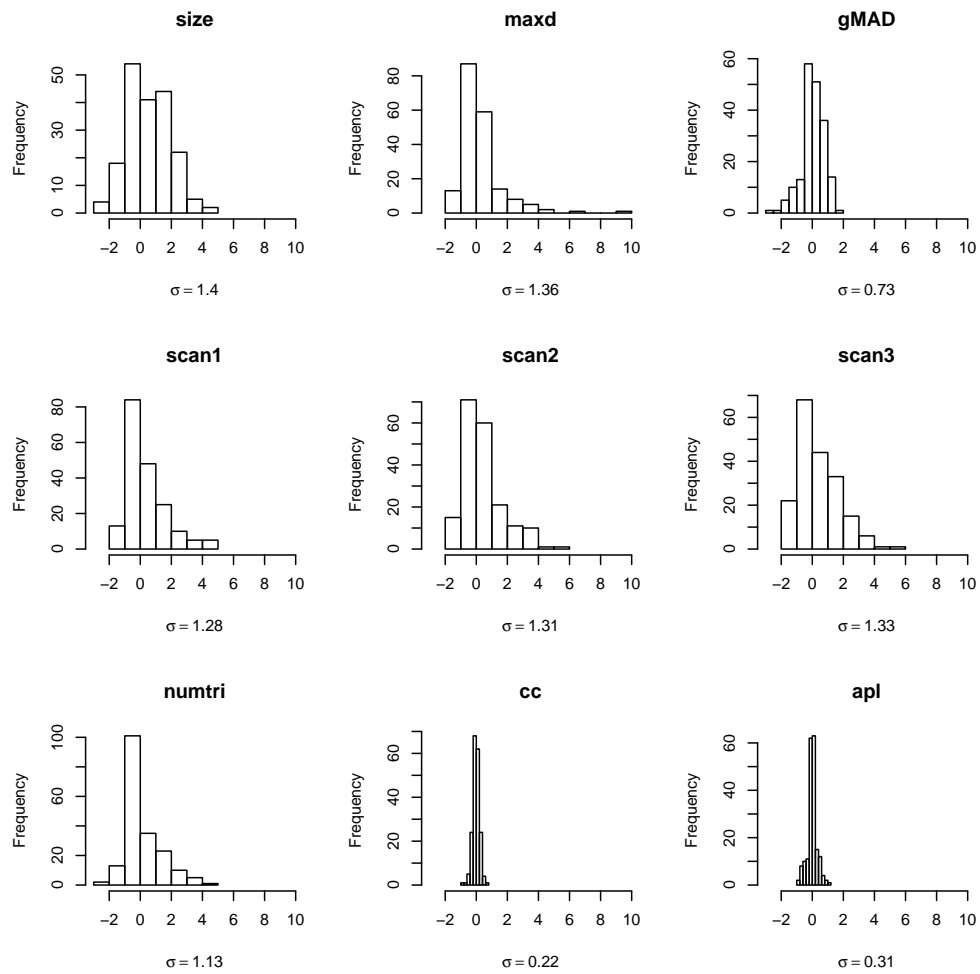 size
Frequency
0
10
30
50
−2 0 2 4 6 8 10
σ = 1.4
maxd
Frequency
0
20
40
60
80
−2 0 2 4 6 8 10
σ = 1.36
gMAD
Frequency
0
20
40
60
−2 0 2 4 6 8 10
σ = 0.73
scan1
Frequency
0
20
40
60
80
−2 0 2 4 6 8 10
σ = 1.28
scan2
Frequency
0
20
40
60
−2 0 2 4 6 8 10
σ = 1.31
scan3
Frequency
0
20
40
60
−2 0 2 4 6 8 10
σ = 1.33
numtri
Frequency
0
20
60
100
−2 0 2 4 6 8 10
σ = 1.13
cc
Frequency
0
20
40
60
−2 0 2 4 6 8 10
σ = 0.22
apl
Frequency
0
20
40
60
−2 0 2 4 6 8 10
σ = 0.31